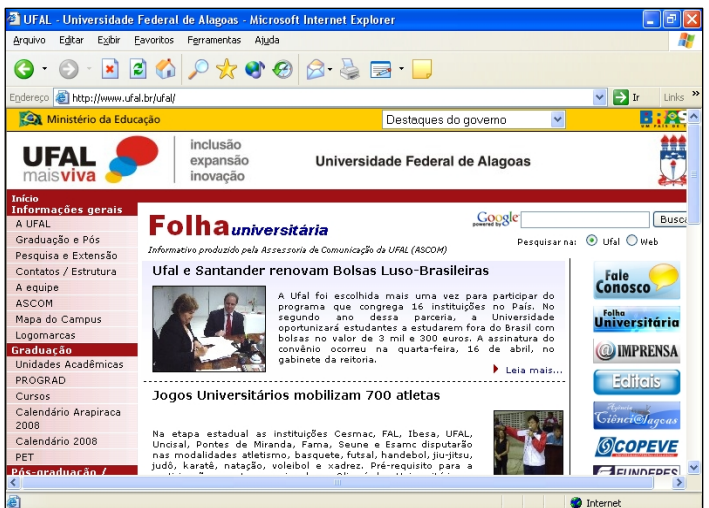 UFAL - Universidade Federal de Alagoas - Microsoft Internet Explorer
Arquivo Editar Exibir Favoritos Ferramentas Ajuda
Endereço http://www.ufal.br/ufal/ Ir Links »
Ministério da Educação Destaques do governo
UFAL
maisviva
inclusão
expansão
inovação
Universidade Federal de Alagoas
Início
Informações gerais
A UFAL
Graduação e Pós
Pesquisa e Extensão
Contatos / Estrutura
A equipe
ASCOM
Mapa do Campus
Logomarcas
Graduação
Unidades Acadêmicas
PROGRAD
Cursos
Calendário Arapiraca
2008
Calendário 2008
PET
Pós-graduação /
Folha universitária
Informativo produzido pela Assessoria de Comunicação da UFAL (ASCOM)
powered by Google Busca
Pesquisar na: Ufal Web
Ufal e Santander renovam Bolsas Luso-Brasileiras
A Ufal foi escolhida mais uma vez para participar do
programa que congrega 16 instituições no País. No
segundo ano dessa parceria, a Universidade
oportunizará estudantes a estudarem fora do Brasil com
bolsas no valor de 3 mil e 300 euros. A assinatura do
convênio ocorreu na quarta-feira, 16 de abril, no
gabinete da reitoria.
Leia mais...
Jogos Universitários mobilizam 700 atletas
Na etapa estadual as instituições Cesmac, FAL, Ibesa, UFAL,
Uncisal, Pontes de Miranda, Fama, Seune e Esamc disputarão
nas modalidades atletismo, basquete, futsal, handebol, jiu-jitsu,
judô, karatê, natação, voleibol e xadrez. Pré-requisito para a
Fale
Conosco
Folha
Universitária
@ IMPRENSA
Editais
Agência
Ciênci@lagoas
COPEVE
FUNDEPES
Internet